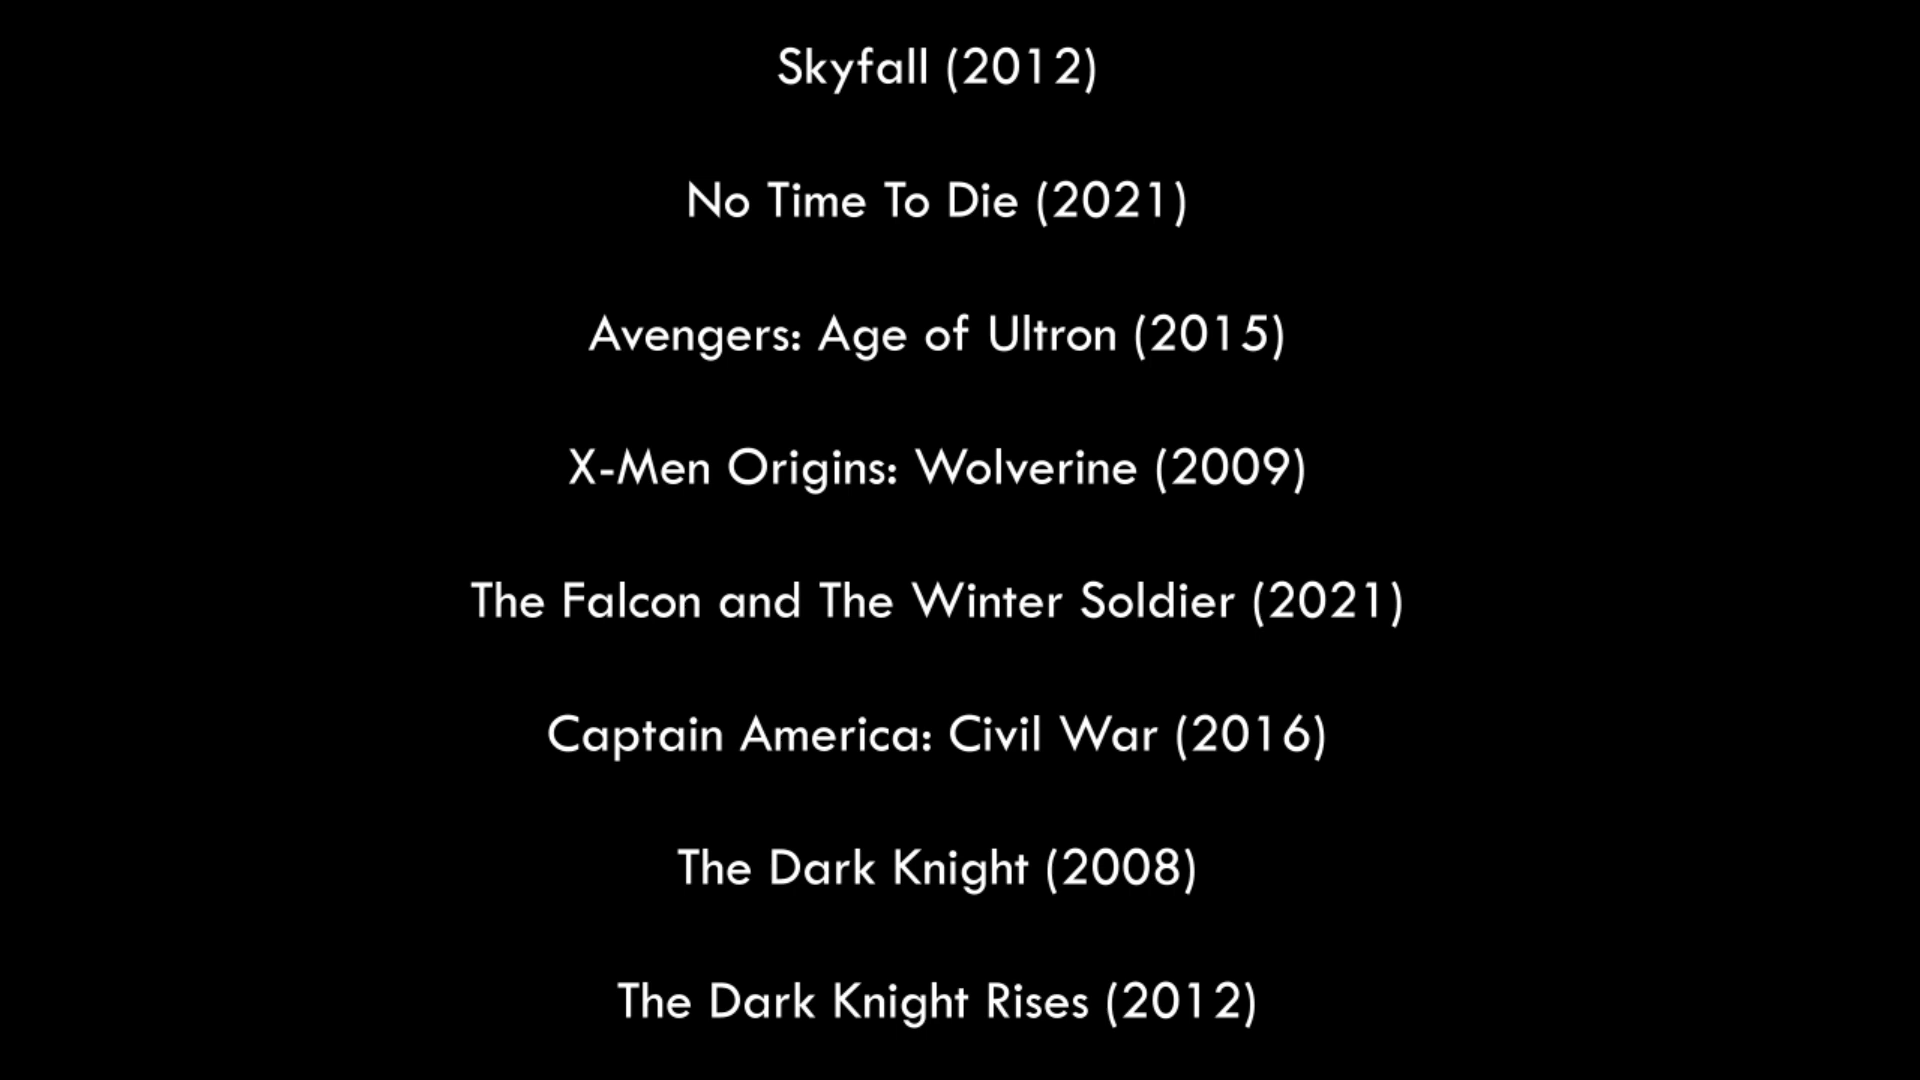 Skyfall (2012)
No Time To Die (2021)
Avengers: Age of Ultron (2015)
X-Men Origins: Wolverine (2009)
The Falcon and The Winter Soldier (2021)
Captain America: Civil War (2016)
The Dark Knight (2008)
The Dark Knight Rises (2012)